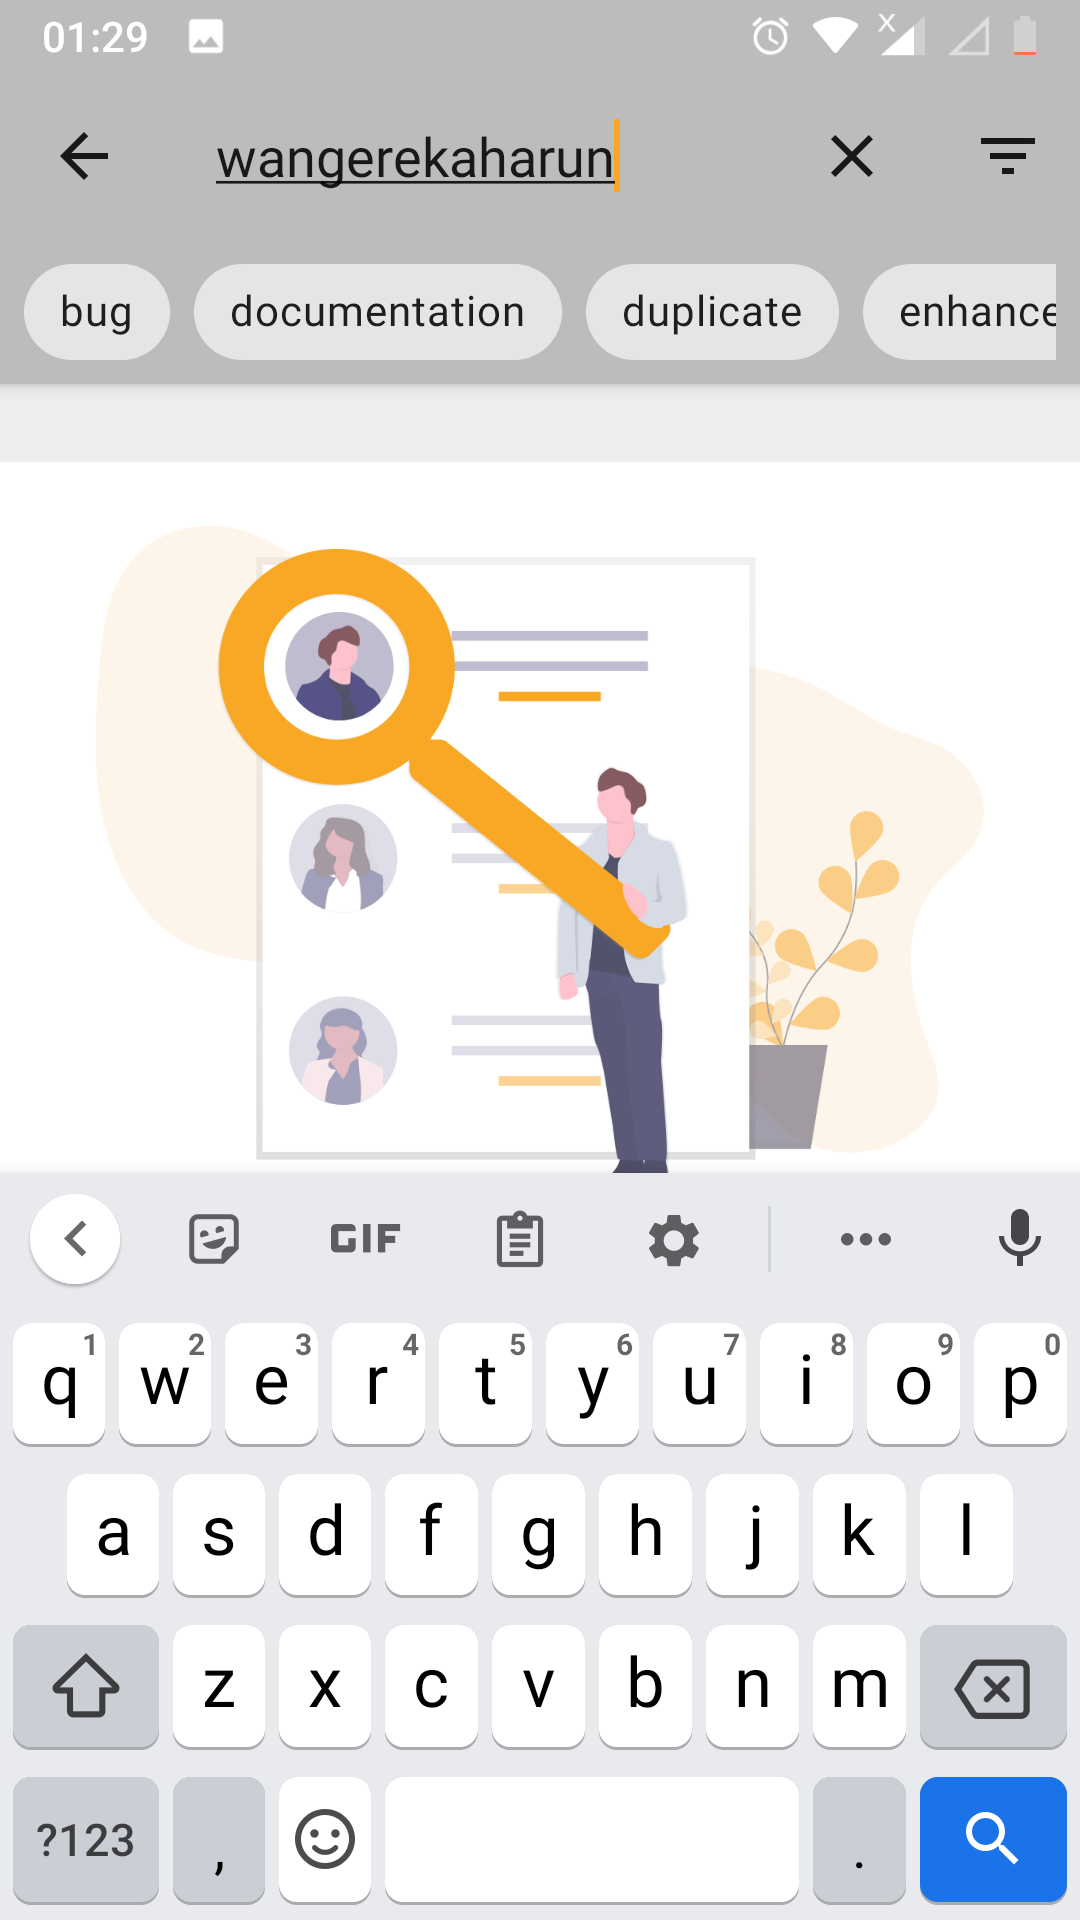 01:29
wangerekaharun
bug documentation duplicate enhance
GIF
1 2 3 4 5 6 7 8 9 0
q w e r t y u i o p
a s d f g h j k l
z x c v b n m
?123 , .